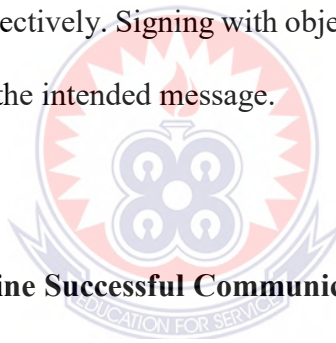 ectively. Signing with obje
the intended message.
ine Successful Communic
EDUCATION FOR SERVICE